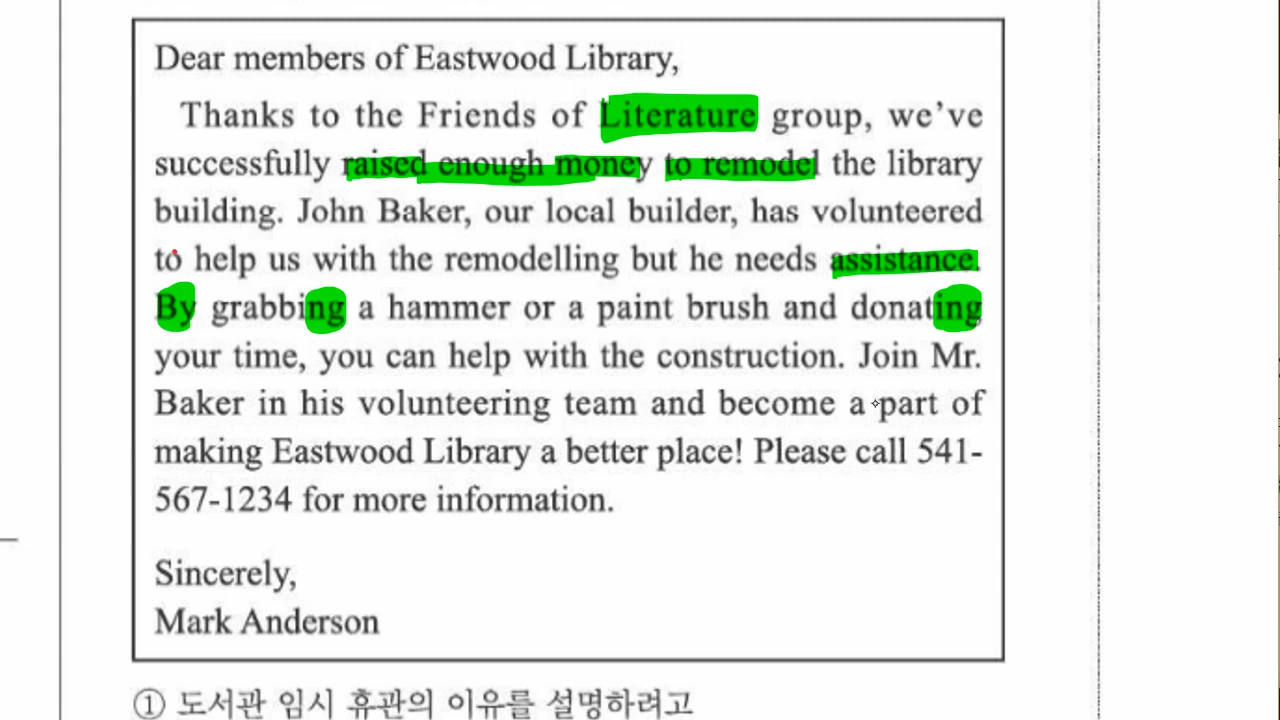 Dear members of Eastwood Library,
Thanks to the Friends of Literature group, we’ve
successfully raised enough money to remodel the library
building. John Baker, our local builder, has volunteered
to help us with the remodelling but he needs assistance.
By grabbing a hammer or a paint brush and donating
your time, you can help with the construction. Join Mr.
Baker in his volunteering team and become a part of
making Eastwood Library a better place! Please call 541-
567-1234 for more information.
Sincerely,
Mark Anderson
① 도서관 임시 휴관의 이유를 설명하려고